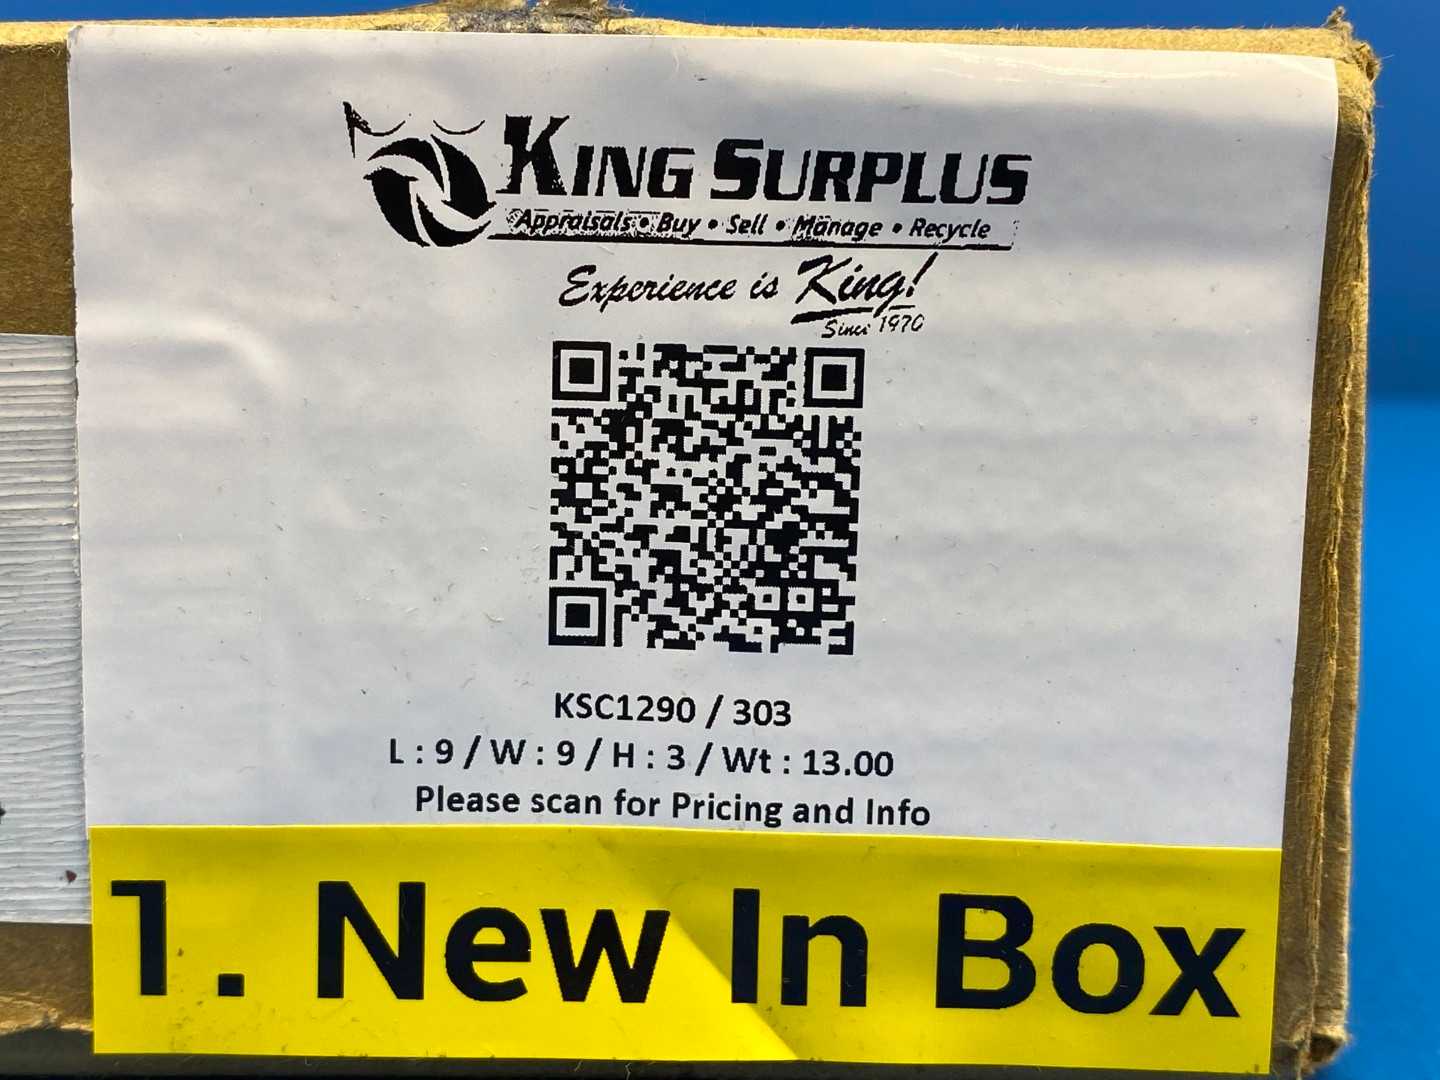 KING SURPLUS
Appraisals • Buy • Sell • Manage • Recycle
Experience is King!
Since 1970
KSC1290 / 303
L : 9 / W : 9 / H : 3 / Wt : 13.00
Please scan for Pricing and Info
1. New In Box